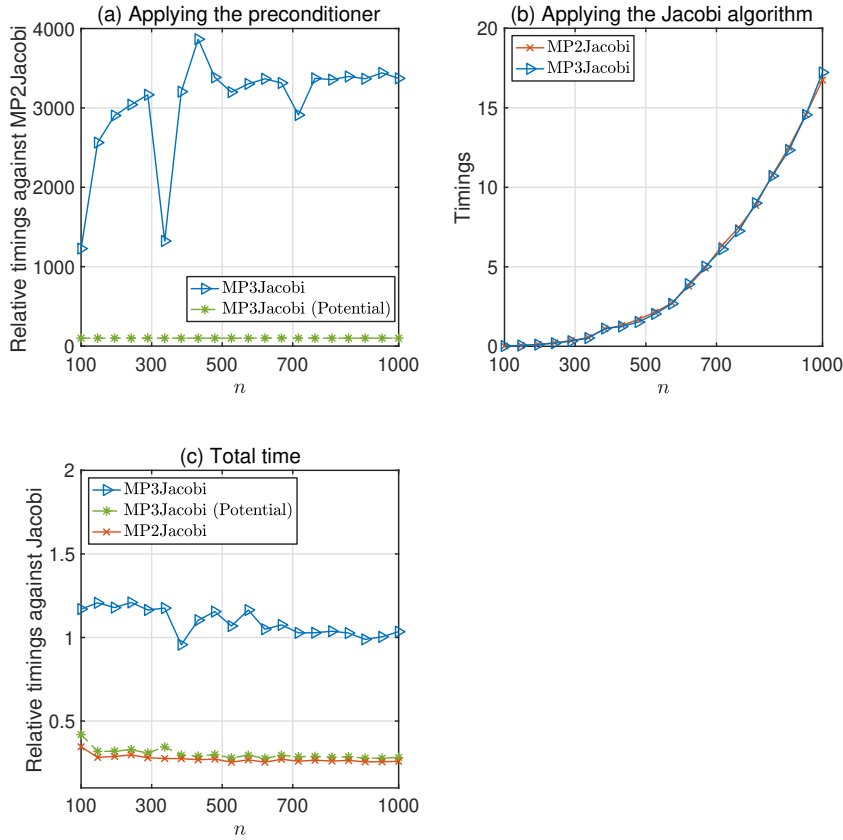 (a) Applying the preconditioner
Relative timings against MP2Jacobi
4000
3000
2000
1000
0
MP3Jacobi
MP3Jacobi (Potential)
100 300 500 700 1000
n
(b) Applying the Jacobi algorithm
Timings
20
15
10
5
0
MP2Jacobi
MP3Jacobi
100 300 500 700 1000
n
(c) Total time
Relative timings against Jacobi
2
1.5
1
0.5
MP3Jacobi
MP3Jacobi (Potential)
MP2Jacobi
100 300 500 700 1000
n